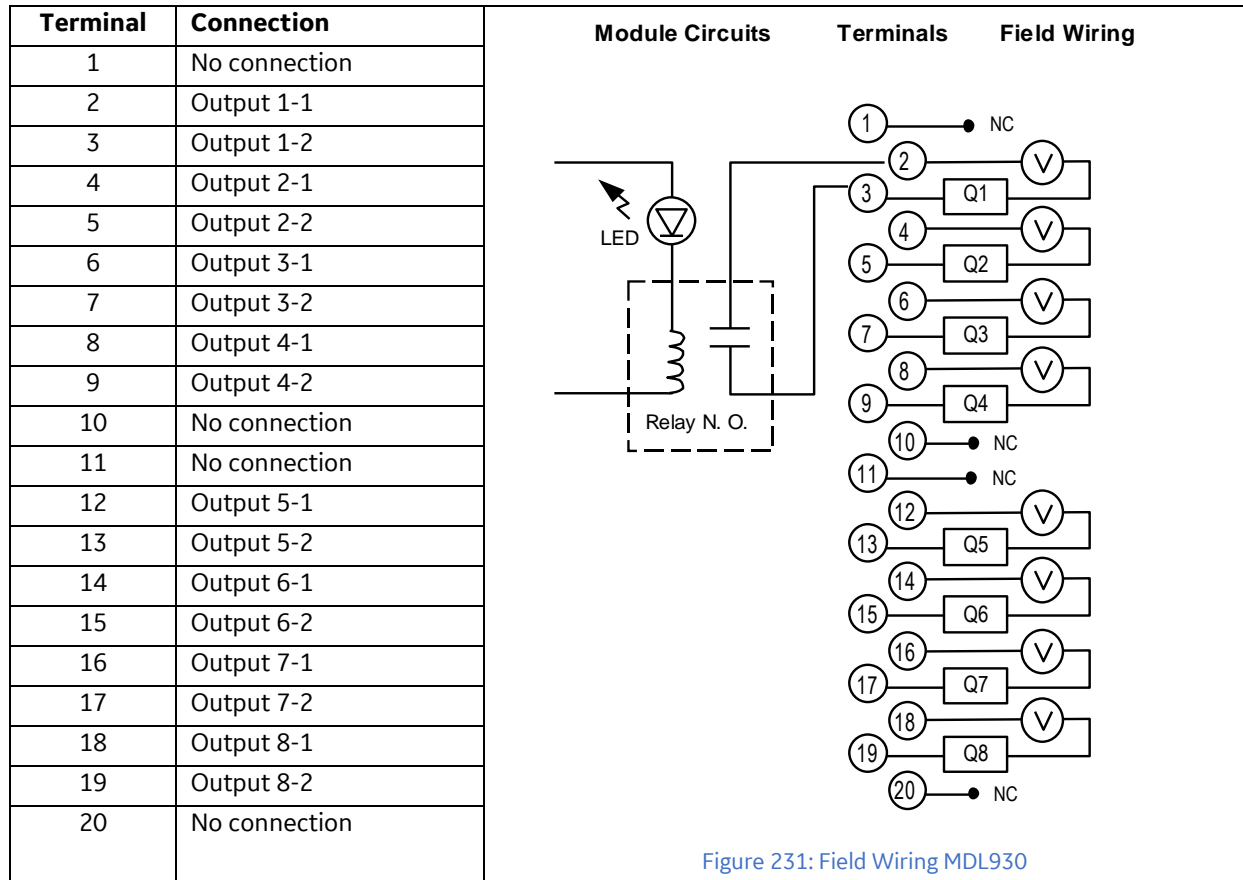 Terminal Connection
1 No connection
2 Output 1-1
3 Output 1-2
4 Output 2-1
5 Output 2-2
6 Output 3-1
7 Output 3-2
8 Output 4-1
9 Output 4-2
10 No connection
11 No connection
12 Output 5-1
13 Output 5-2
14 Output 6-1
15 Output 6-2
16 Output 7-1
17 Output 7-2
18 Output 8-1
19 Output 8-2
20 No connection
Module Circuits Terminals Field Wiring
1 NC
2 V
3 Q1
LED
4 V
5 Q2
6 V
7 Q3
8 V
9 Q4
Relay N. O.
10 NC
11 NC
12 V
13 Q5
14 V
15 Q6
16 V
17 Q7
18 V
19 Q8
20 NC
Figure 231: Field Wiring MDL930